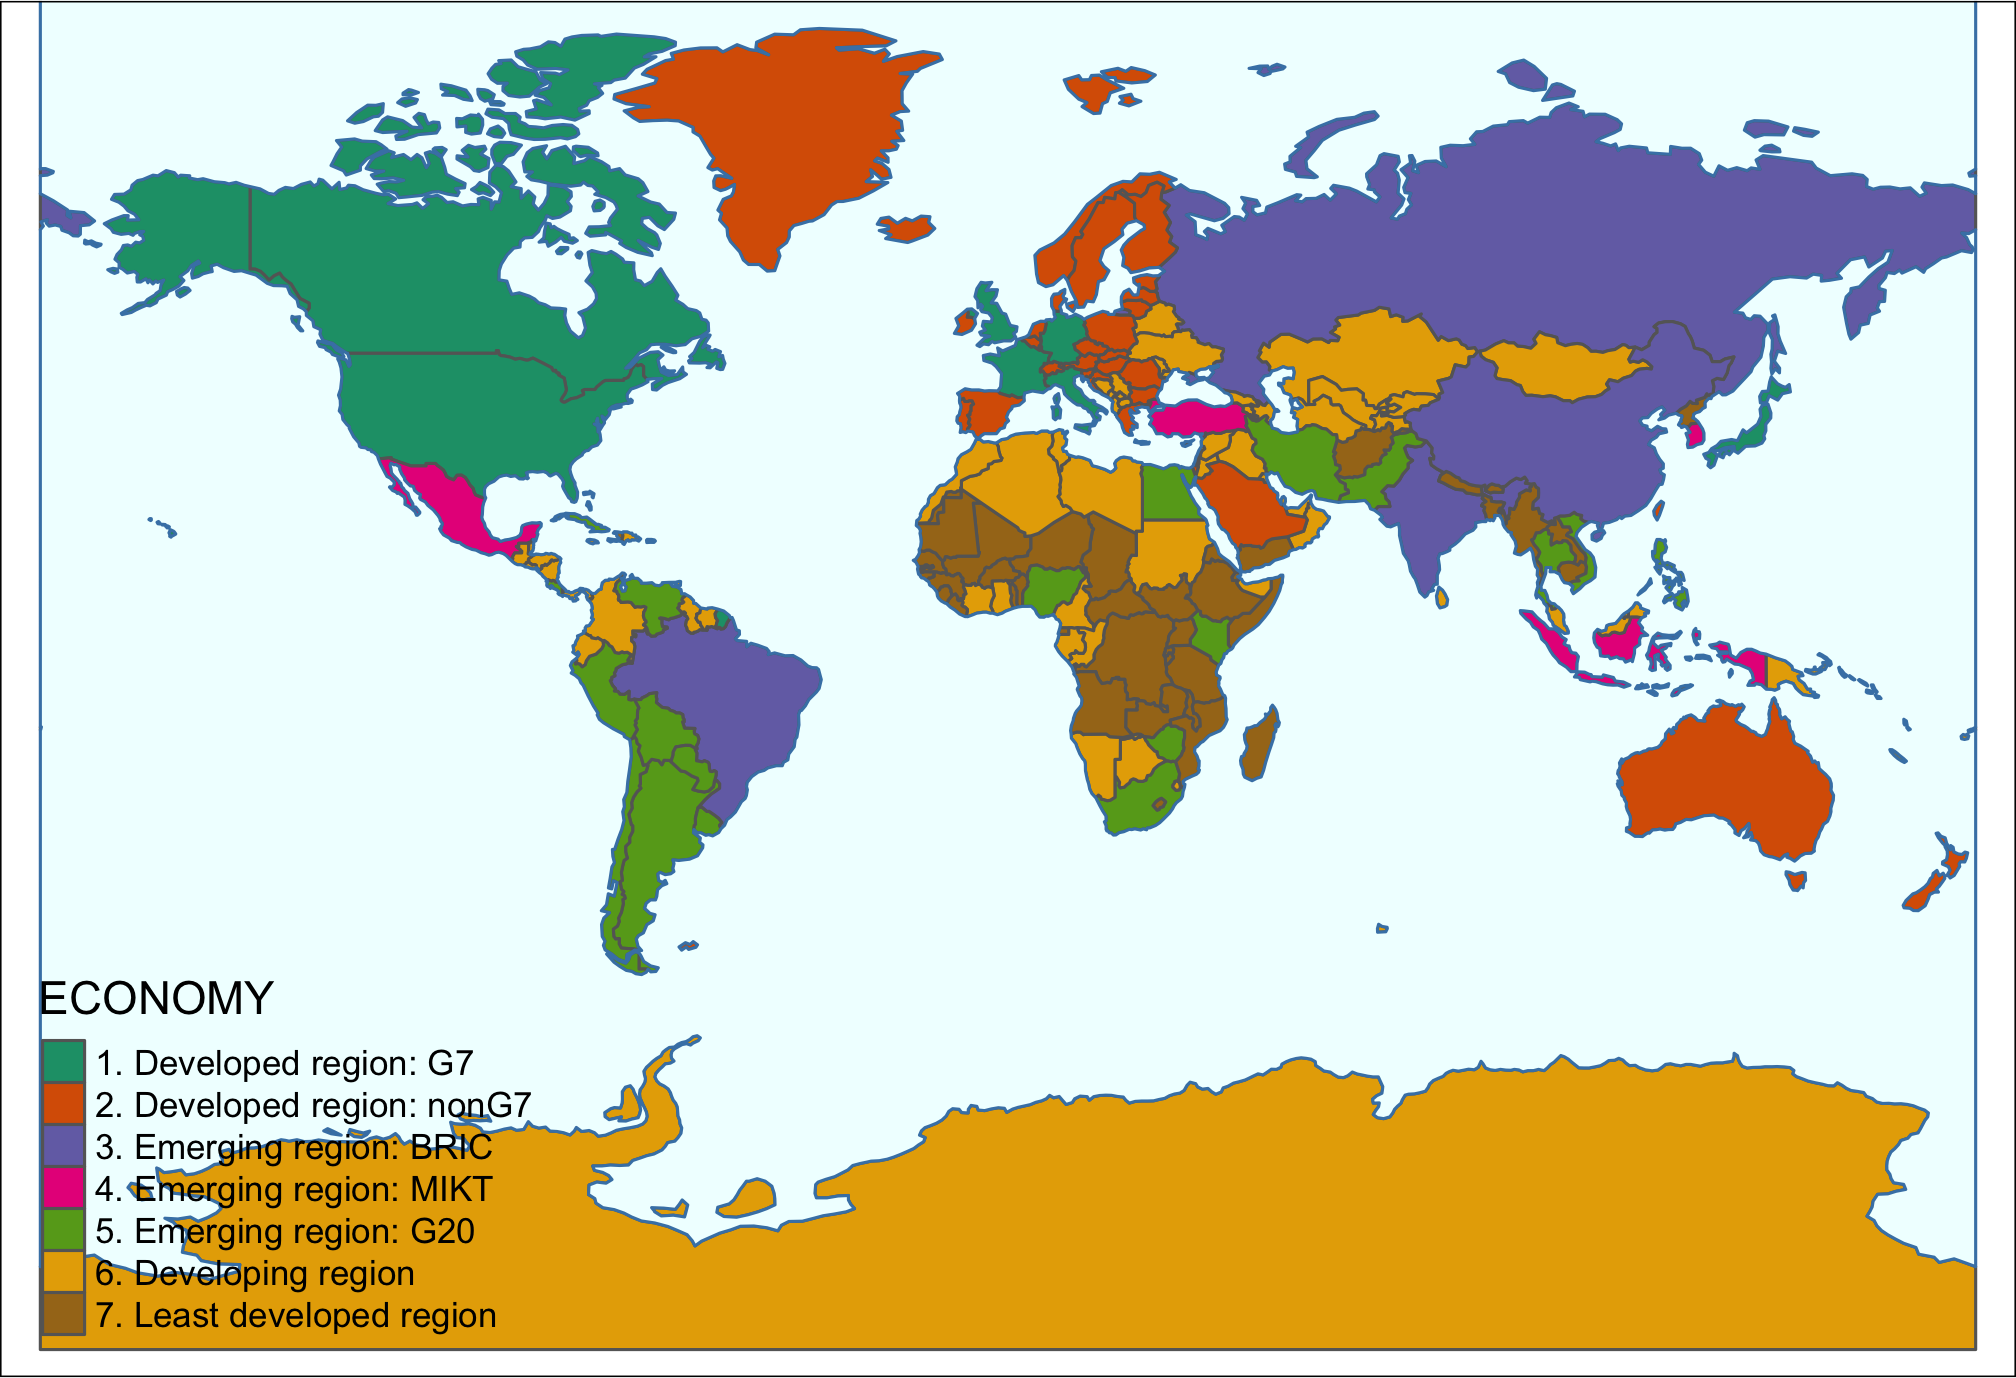 ECONOMY
1. Developed region: G7
2. Developed region: nonG7
3. Emerging region: BRIC
4. Emerging region: MIKT
5. Emerging region: G20
6. Developing region
7. Least developed region